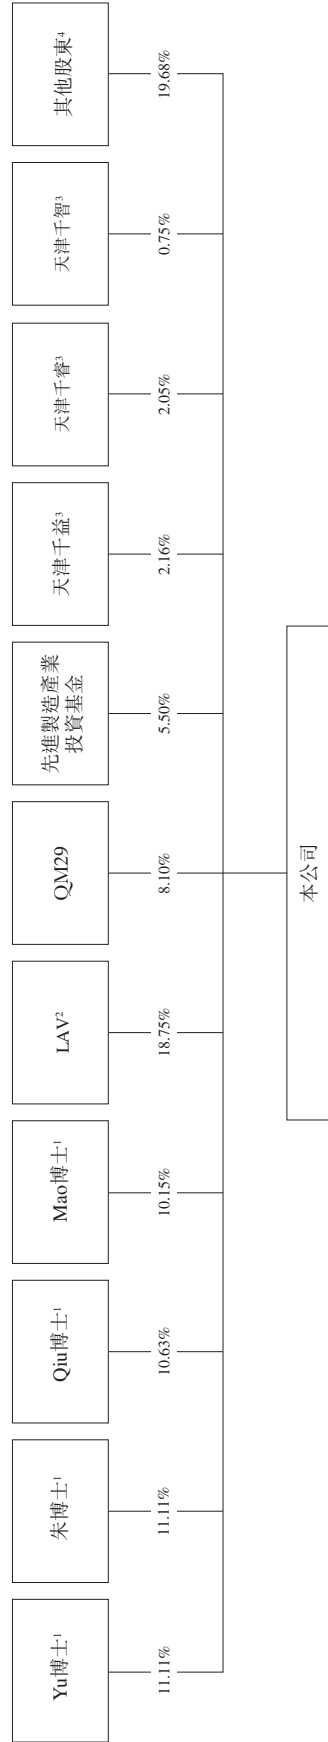 Yu博士¹
11.11%
朱博士¹
11.11%
Qiu博士¹
10.63%
Mao博士¹
10.15%
LAV²
18.75%
QM29
8.10%
先進製造產業
投資基金
5.50%
天津千益³
2.16%
天津千睿³
2.05%
天津千智³
0.75%
其他股東⁴
19.68%
本公司